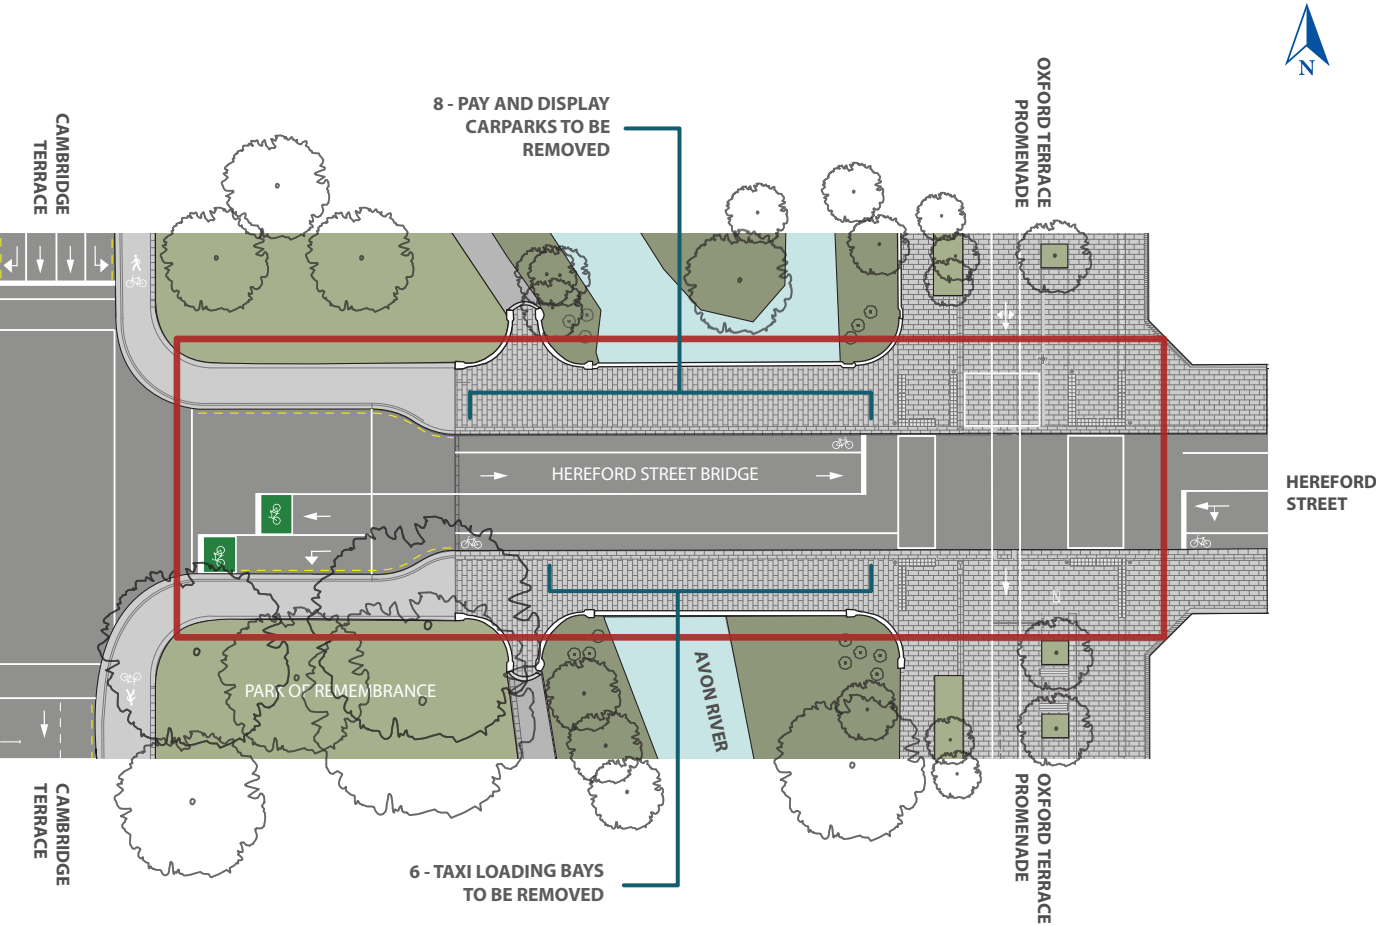 N
OXFORD TERRACE
PROMENADE
8 - PAY AND DISPLAY
CARPARKS TO BE
REMOVED
CAMBRIDGE
TERRACE
HEREFORD STREET BRIDGE
HEREFORD
STREET
PARK OF REMEMBRANCE
AVON RIVER
CAMBRIDGE
TERRACE
OXFORD TERRACE
PROMENADE
6 - TAXI LOADING BAYS
TO BE REMOVED